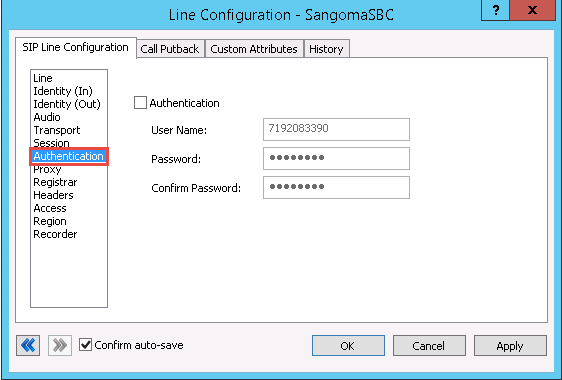 Line Configuration - SangomaSBC
? x
SIP Line Configuration Call Putback Custom Attributes History
Line
Identity (In)
Identity (Out)
Audio
Transport
Session
Authentication
Proxy
Registrar
Headers
Access
Region
Recorder
Authentication
User Name: 7192083390
Password: ●●●●●●●●
Confirm Password: ●●●●●●●●
Confirm auto-save
OK Cancel Apply